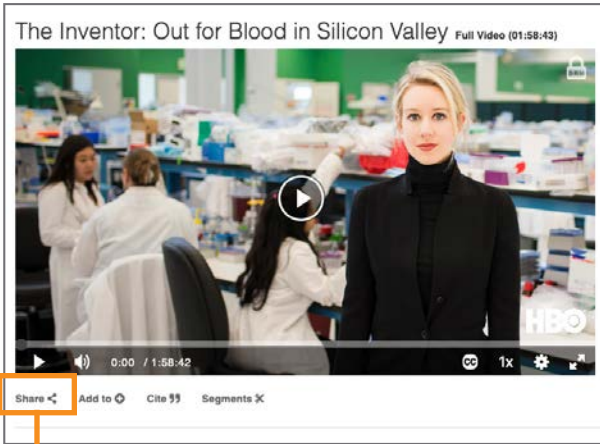 The Inventor: Out for Blood in Silicon Valley Full Video (01:58:43)
HBO
0:00 / 1:58:42 CC 1x
Share Add to Cite Segments